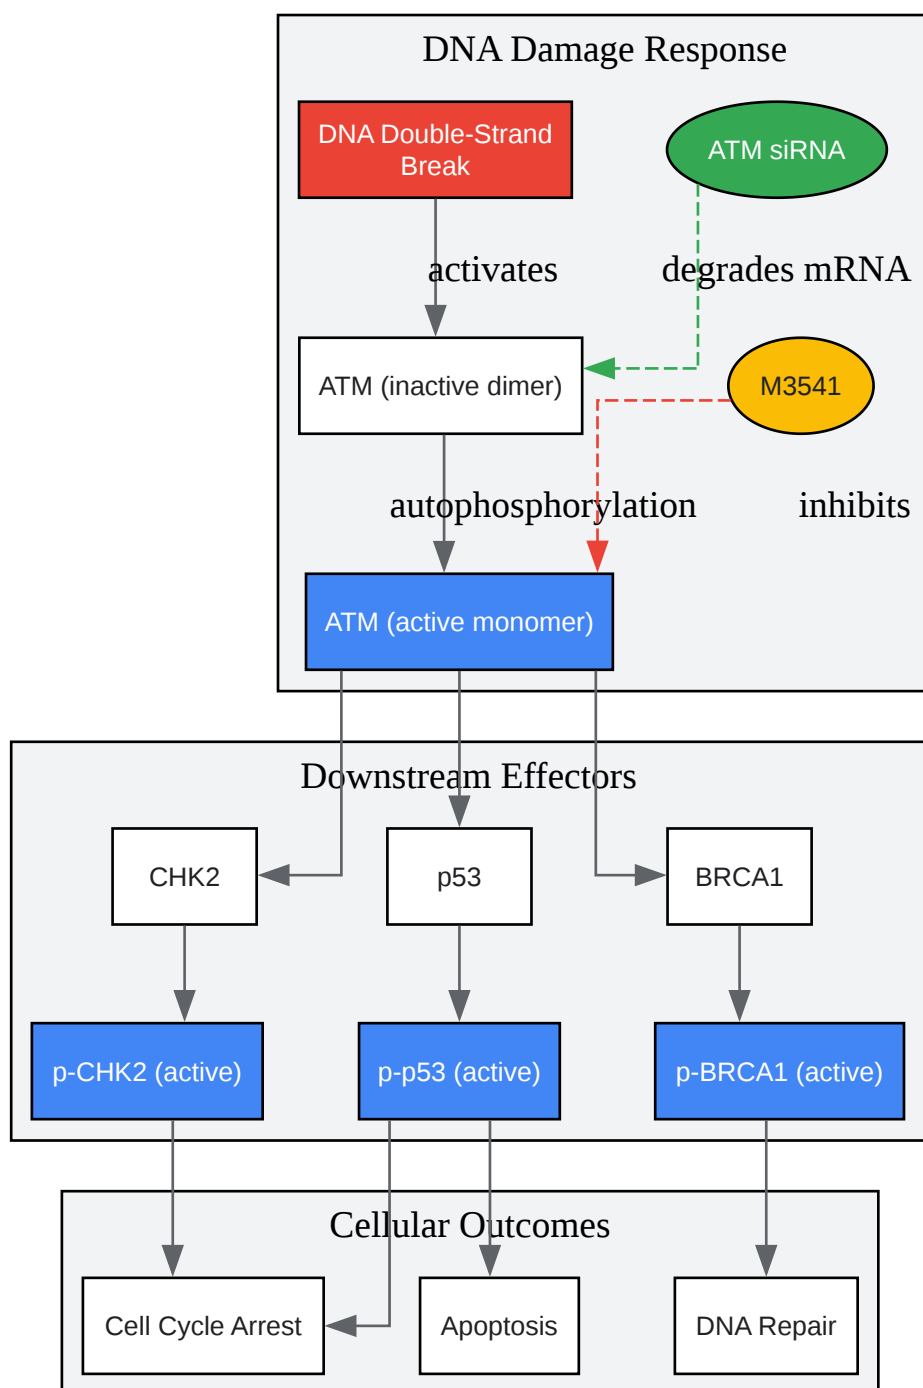 DNA Damage Response
DNA Double-Strand
Break
ATM siRNA
activates
degrades mRNA
ATM (inactive dimer)
M3541
autophosphorylation
inhibits
ATM (active monomer)
Downstream Effectors
CHK2
p53
BRCA1
p-CHK2 (active)
p-p53 (active)
p-BRCA1 (active)
Cellular Outcomes
Cell Cycle Arrest
Apoptosis
DNA Repair